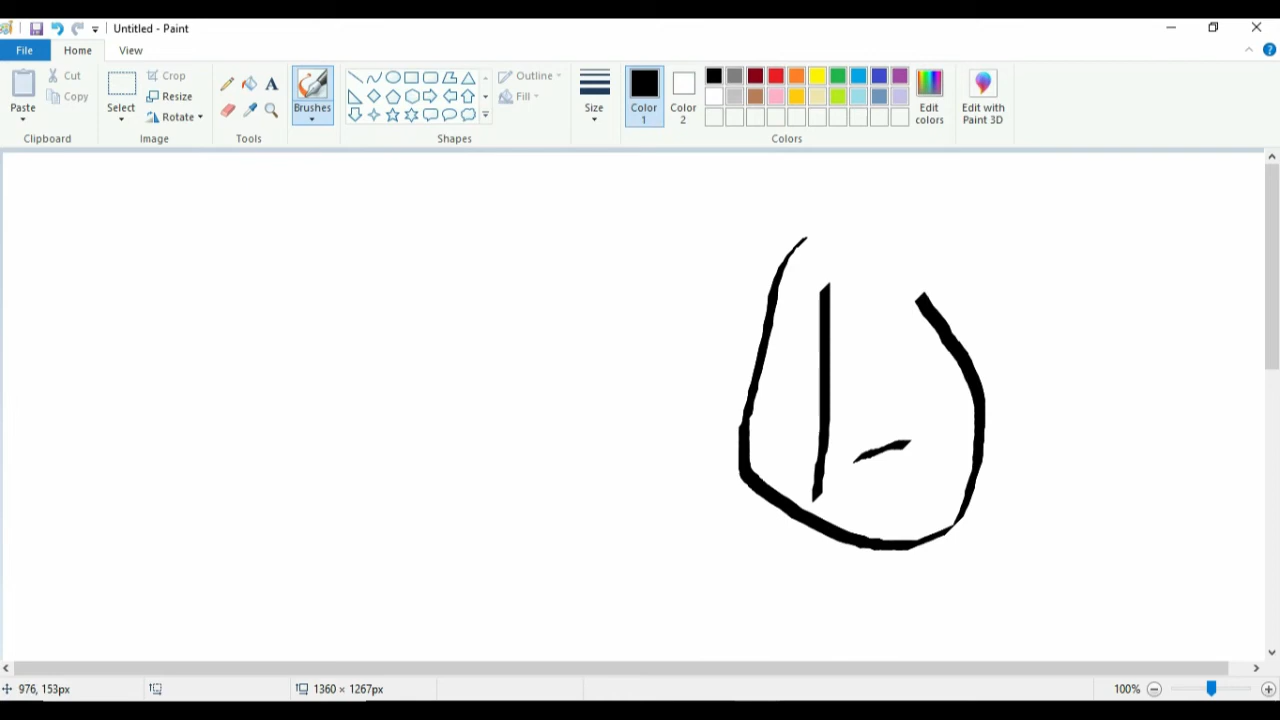 Untitled - Paint
File Home View
Paste
Cut
Copy
Clipboard
Select
Crop
Resize
Rotate
Image
A
Tools
Brushes
Outline
Fill
Shapes
Size
Color 1
Color 2
Edit colors
Edit with Paint 3D
Colors
976, 153px 1360 × 1267px 100%